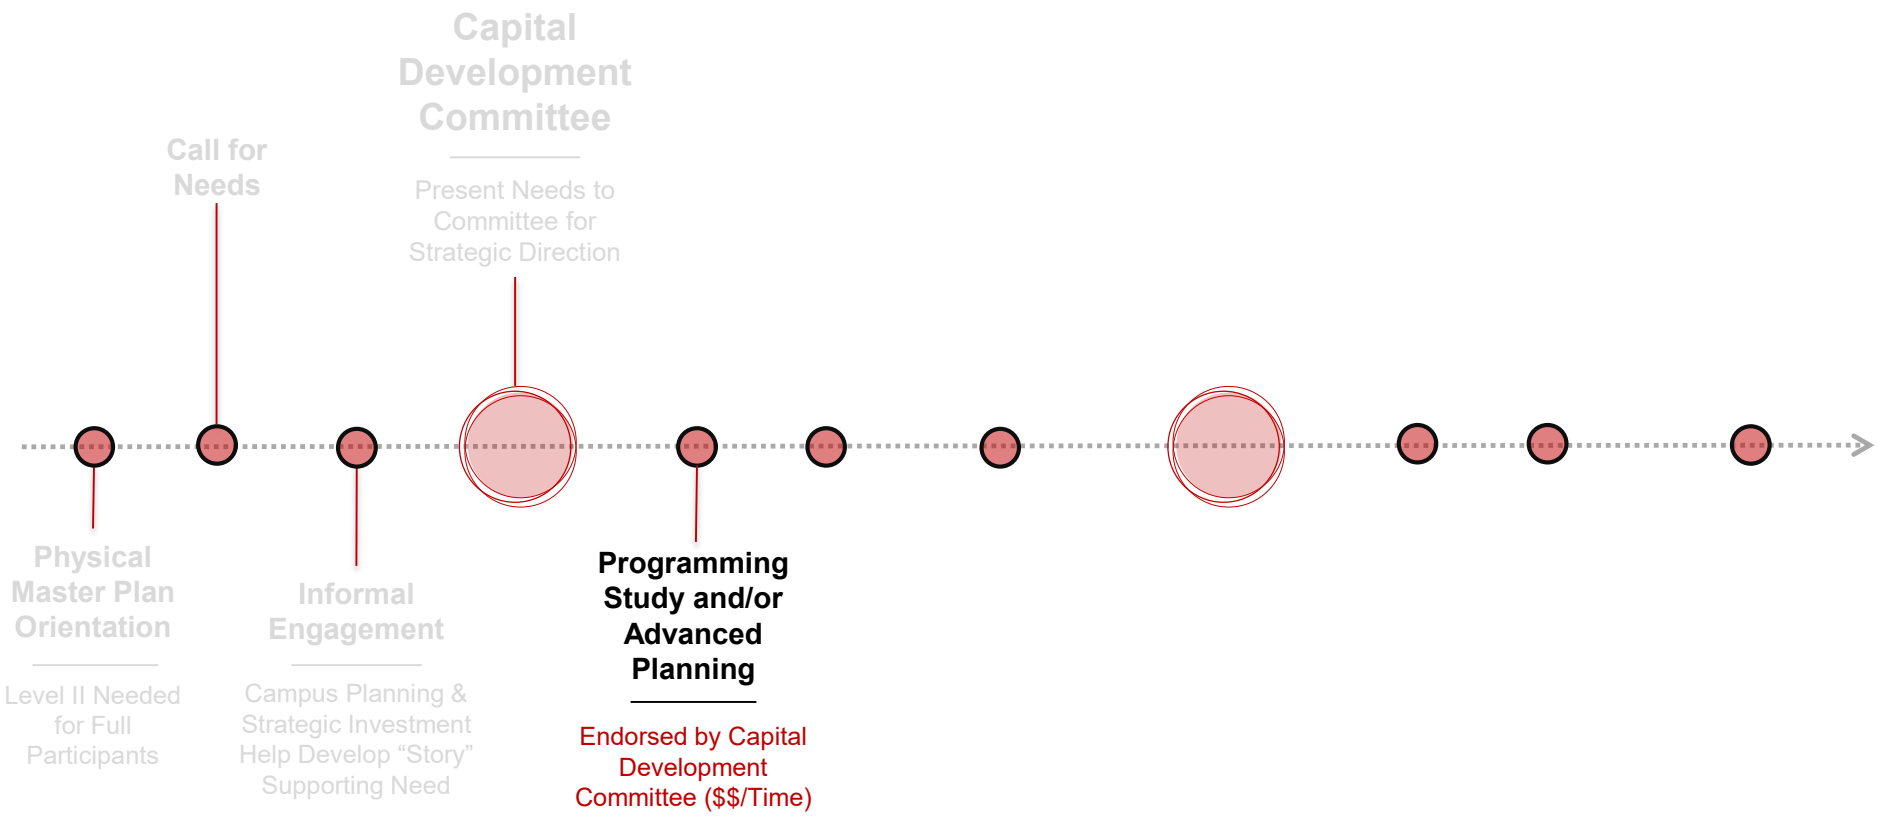 Capital
Development
Committee
Present Needs to
Committee for
Strategic Direction
Call for
Needs
Physical
Master Plan
Orientation
Level II Needed
for Full
Participants
Informal
Engagement
Campus Planning &
Strategic Investment
Help Develop “Story”
Supporting Need
Programming
Study and/or
Advanced
Planning
Endorsed by Capital
Development
Committee ($$/Time)